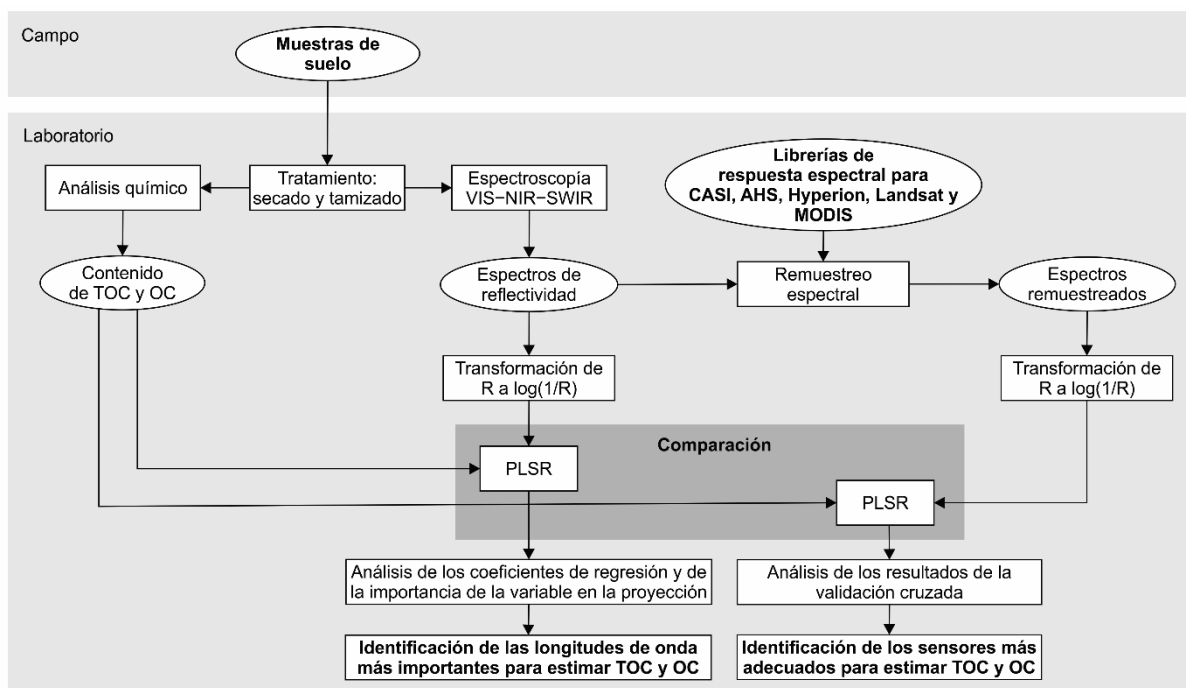 Campo
Muestras de
suelo
Laboratorio
Análisis químico
Tratamiento:
secado y tamizado
Espectroscopía
VIS–NIR–SWIR
Librerías de
respuesta espectral para
CASI, AHS, Hyperion, Landsat y
MODIS
Contenido
de TOC y OC
Espectros de
reflectividad
Remuestreo
espectral
Espectros
remuestreados
Transformación de
R a log(1/R)
Transformación de
R a log(1/R)
Comparación
PLSR
PLSR
Análisis de los coeficientes de regresión y de
la importancia de la variable en la proyección
Análisis de los resultados de la
validación cruzada
Identificación de las longitudes de onda
más importantes para estimar TOC y OC
Identificación de los sensores más
adecuados para estimar TOC y OC